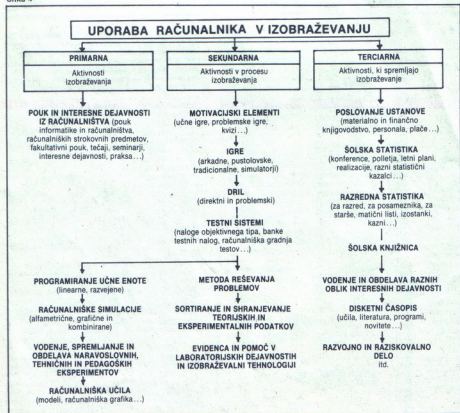 UPORABA RAČUNALNIKA V IZOBRAŽEVANJU
PRIMARNA
Aktivnosti
izobraževanja
POUK IN INTERESNE DEJAVNOSTI
IZ RAČUNALNIŠTVA (pouk
informatike in računalništva,
računalniških strokovnih predmetov,
fakultativni pouk, tečaji, seminarji,
interesne dejavnosti, praksa...)
SEKUNDARNA
Aktivnosti v procesu
izobraževanja
MOTIVACIJSKI ELEMENTI
(učne igre, problemske igre,
kvizi...)
IGRE
(arkadne, pustolovske,
tradicionalne, simulatorji)
DRIL
(direktni in problemski)
TESTNI SISTEMI
(naloge objektivnega tipa, banke
testnih nalog, računalniška gradnja
testov...)
PROGRAMIRANJE UČNE ENOTE
(linearne, razvejene)
RAČUNALNIŠKE SIMULACIJE
(alfametrične, grafične in
kombinirane)
VODENJE, SPREMLJANJE IN
OBDELAVA NARAVOSLOVNIH,
TEHNIČNIH IN PEDAGOŠKIH
EKSPERIMENTOV
RAČUNALNIŠKA UČILA
(modeli, računalniška grafika...)
METODA REŠEVANJA
PROBLEMOV
SORTIRANJE IN SHRANJEVANJE
TEORIJSKIH IN
EKSPERIMENTALNIH PODATKOV
EVIDENCA IN POMOČ V
LABORATORIJSKIH DEJAVNOSTIH
IN IZOBRAŽEVALNI TEHNOLOGIJI
TERCIARNA
Aktivnosti, ki spremljajo
izobraževanje
POSLOVANJE USTANOVE
(materialno in finančno
knjigovodstvo, personala, plače...)
ŠOLSKA STATISTIKA
(konference, polletja, letni plani,
realizacije, razni statistični
kazalci...)
RAZREDNA STATISTIKA
(za razred, za posameznika, za
starše, matični listi, izostanki,
kazni...)
ŠOLSKA KNJIŽNICA
VODENJE IN OBDELAVA RAZNIH
OBLIK INTERESNIH DEJAVNOSTI
DISKETNI ČASOPIS
(učila, literatura, programi,
novitete...)
RAZVOJNO IN RAZISKOVALNO
DELO
itd.